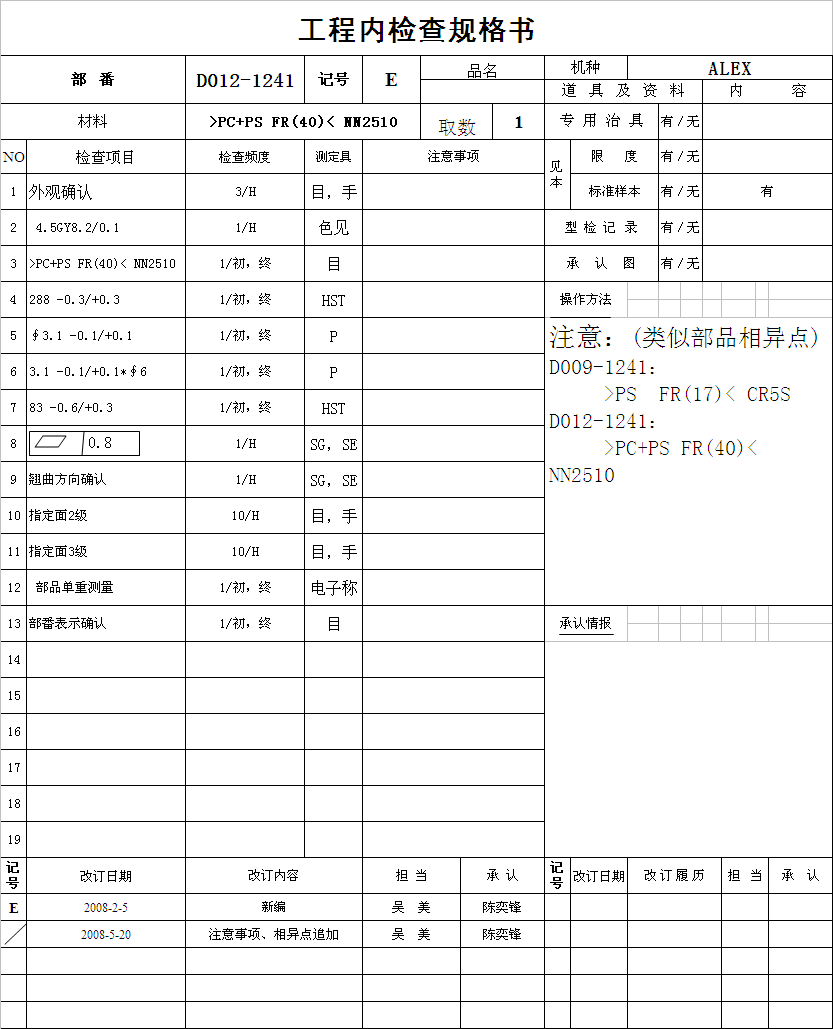 工程内检查规格书
部 番 D012-1241 记号 E 品名 机种 ALEX
道 具 及 资 料 内 容
材料 >PC+PS FR(40)< NN2510 取数 1 专 用 治 具 有/无
NO 检查项目 检查频度 测定具 注意事项 见本 限 度 有/无
1 外观确认 3/H 目，手 标准样本 有/无 有
2 4.5GY8.2/0.1 1/H 色见 型 检 记 录 有/无
3 >PC+PS FR(40)< NN2510 1/初，终 目 承 认 图 有/无
4 288 -0.3/+0.3 1/初，终 HST 操作方法
5 ∮3.1 -0.1/+0.1 1/初，终 P
6 3.1 -0.1/+0.1*∮6 1/初，终 P
7 83 -0.6/+0.3 1/初，终 HST
8 ▱ 0.8 1/H SG，SE
9 翘曲方向确认 1/H SG，SE
10 指定面2级 10/H 目，手
11 指定面3级 10/H 目，手
12 部品单重测量 1/初，终 电子称
13 部番表示确认 1/初，终 目
14
15
16
17
18
19
注意：(类似部品相异点)
D009-1241：
>PS FR(17)< CR5S
D012-1241：
>PC+PS FR(40)<
NN2510
承认情报
记号 改订日期 改订内容 担 当 承 认 记号 改订日期 改订履历 担 当 承 认
E 2008-2-5 新编 吴 美 陈奕锋
2008-5-20 注意事项、相异点追加 吴 美 陈奕锋